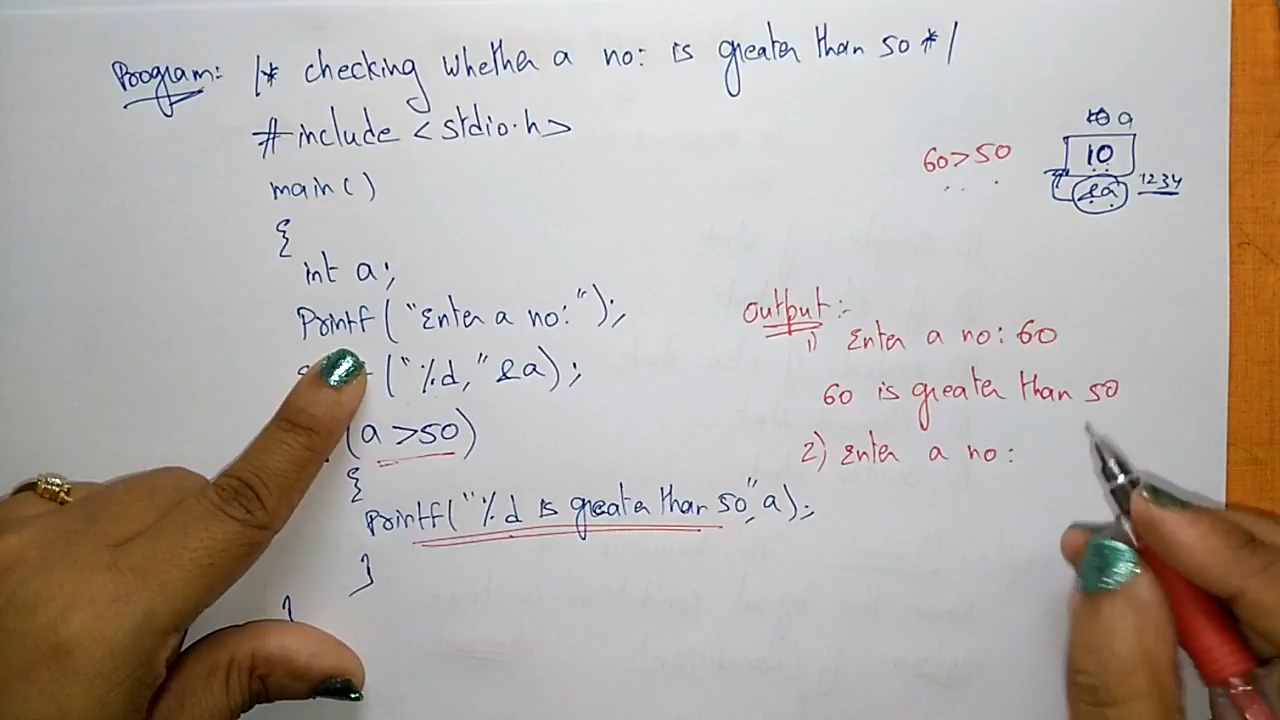 Program: /* checking whether a no: is greater than 50 */
#include <stdio.h>
main()
{
int a;
Printf("Enter a no:");
("%d," &a);
(a >50)
{
printf("%d is greater than 50," a);
}
}
60>50
10 a
10
&a
1234
Output:-
1) Enter a no: 60
60 is greater than 50
2) Enter a no: